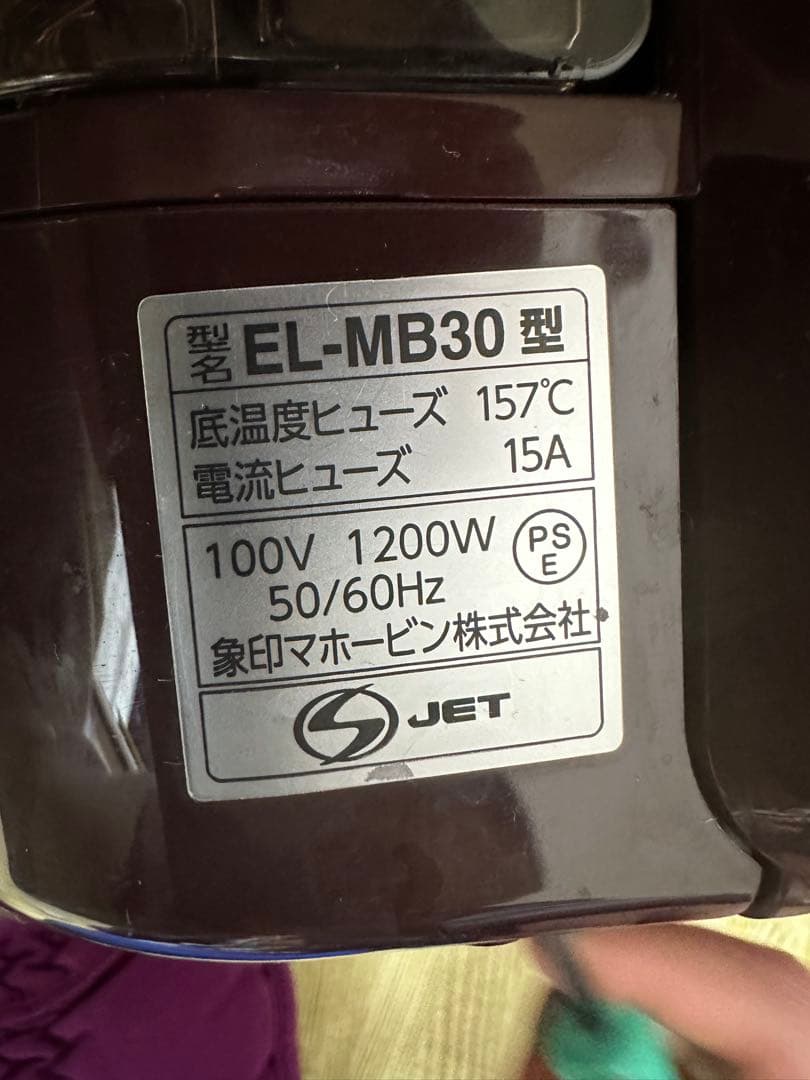 型名 EL-MB30 型
底温度ヒューズ 157℃
電流ヒューズ 15A
100V 1200W PSE
50/60Hz
象印マホービン株式会社
S JET